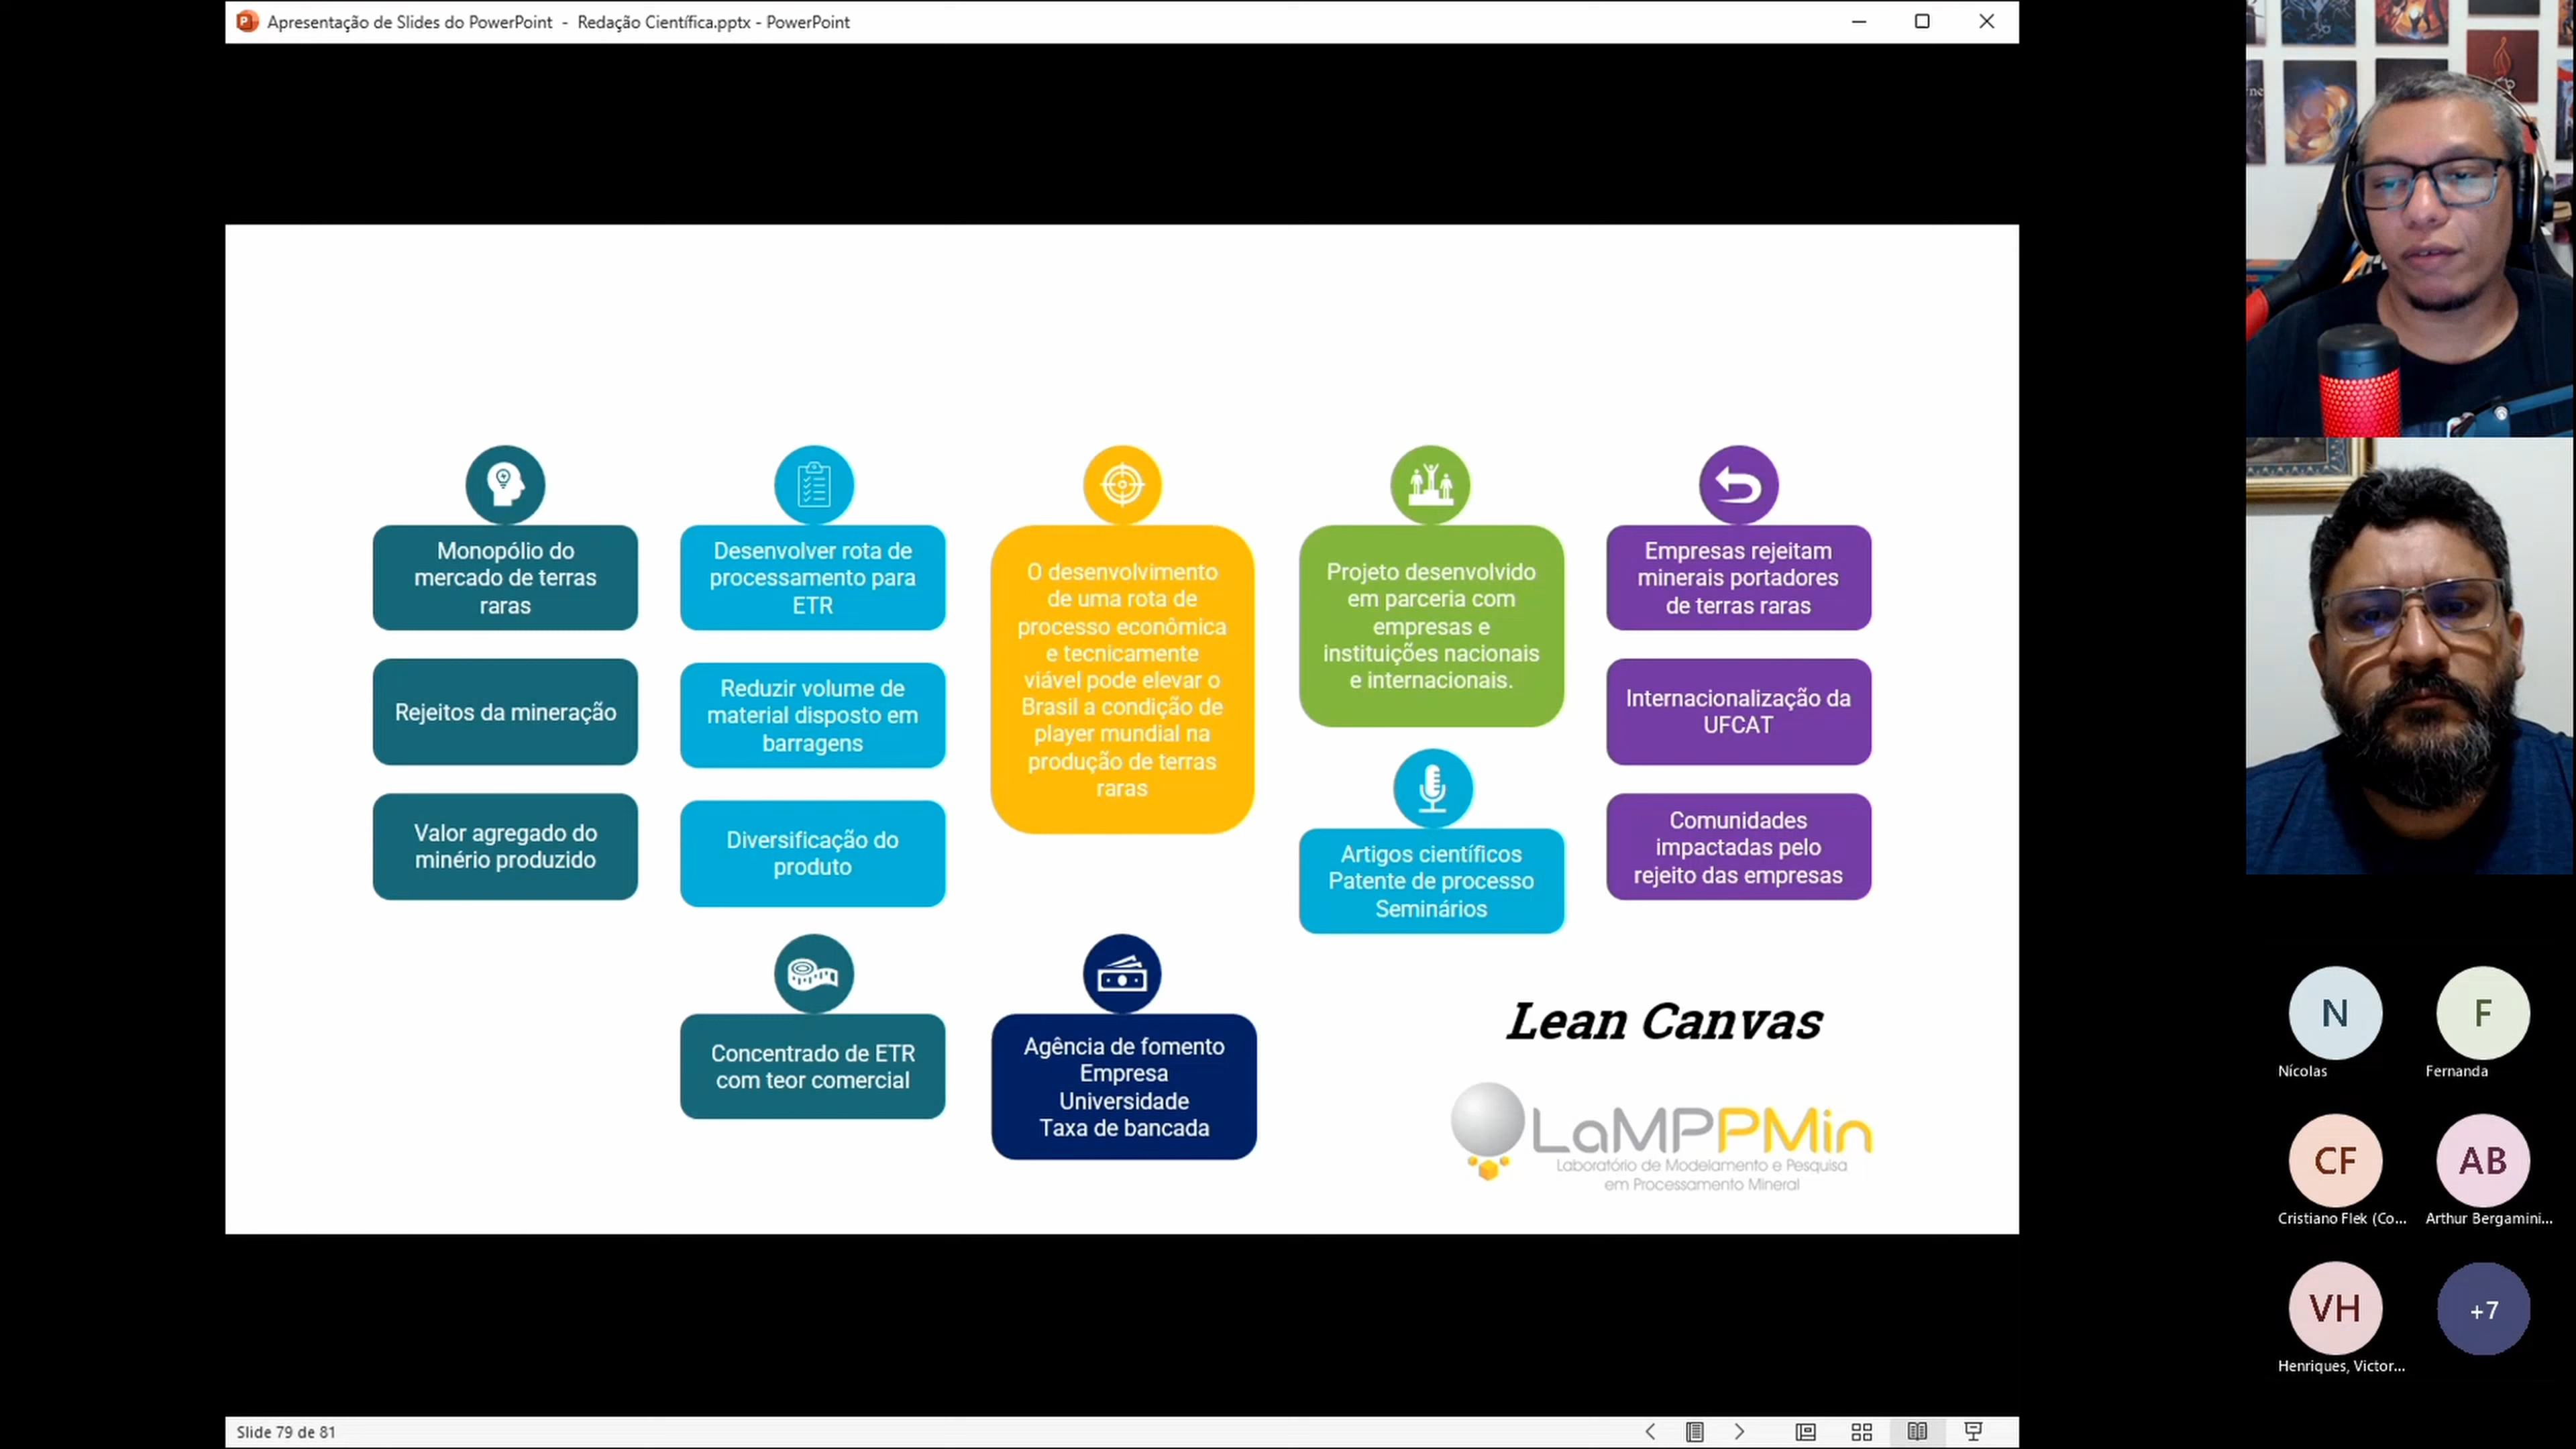 Apresentação de Slides do PowerPoint - Redação Científica.pptx - PowerPoint
Monopólio do
mercado de terras
raras
Rejeitos da mineração
Valor agregado do
minério produzido
Desenvolver rota de
processamento para
ETR
Reduzir volume de
material disposto em
barragens
Diversificação do
produto
Concentrado de ETR
com teor comercial
O desenvolvimento
de uma rota de
processo econômica
e tecnicamente
viável pode elevar o
Brasil a condição de
player mundial na
produção de terras
raras
Agência de fomento
Empresa
Universidade
Taxa de bancada
Projeto desenvolvido
em parceria com
empresas e
instituições nacionais
e internacionais.
Artigos científicos
Patente de processo
Seminários
Empresas rejeitam
minerais portadores
de terras raras
Internacionalização da
UFCAT
Comunidades
impactadas pelo
rejeito das empresas
Lean Canvas
LaMPPMin
Laboratório de Modelamento e Pesquisa
em Processamento Mineral
N
Nícolas
F
Fernanda
CF
Cristiano Flek (Co...
AB
Arthur Bergamini...
VH
Henriques, Victor...
+7
Slide 79 de 81